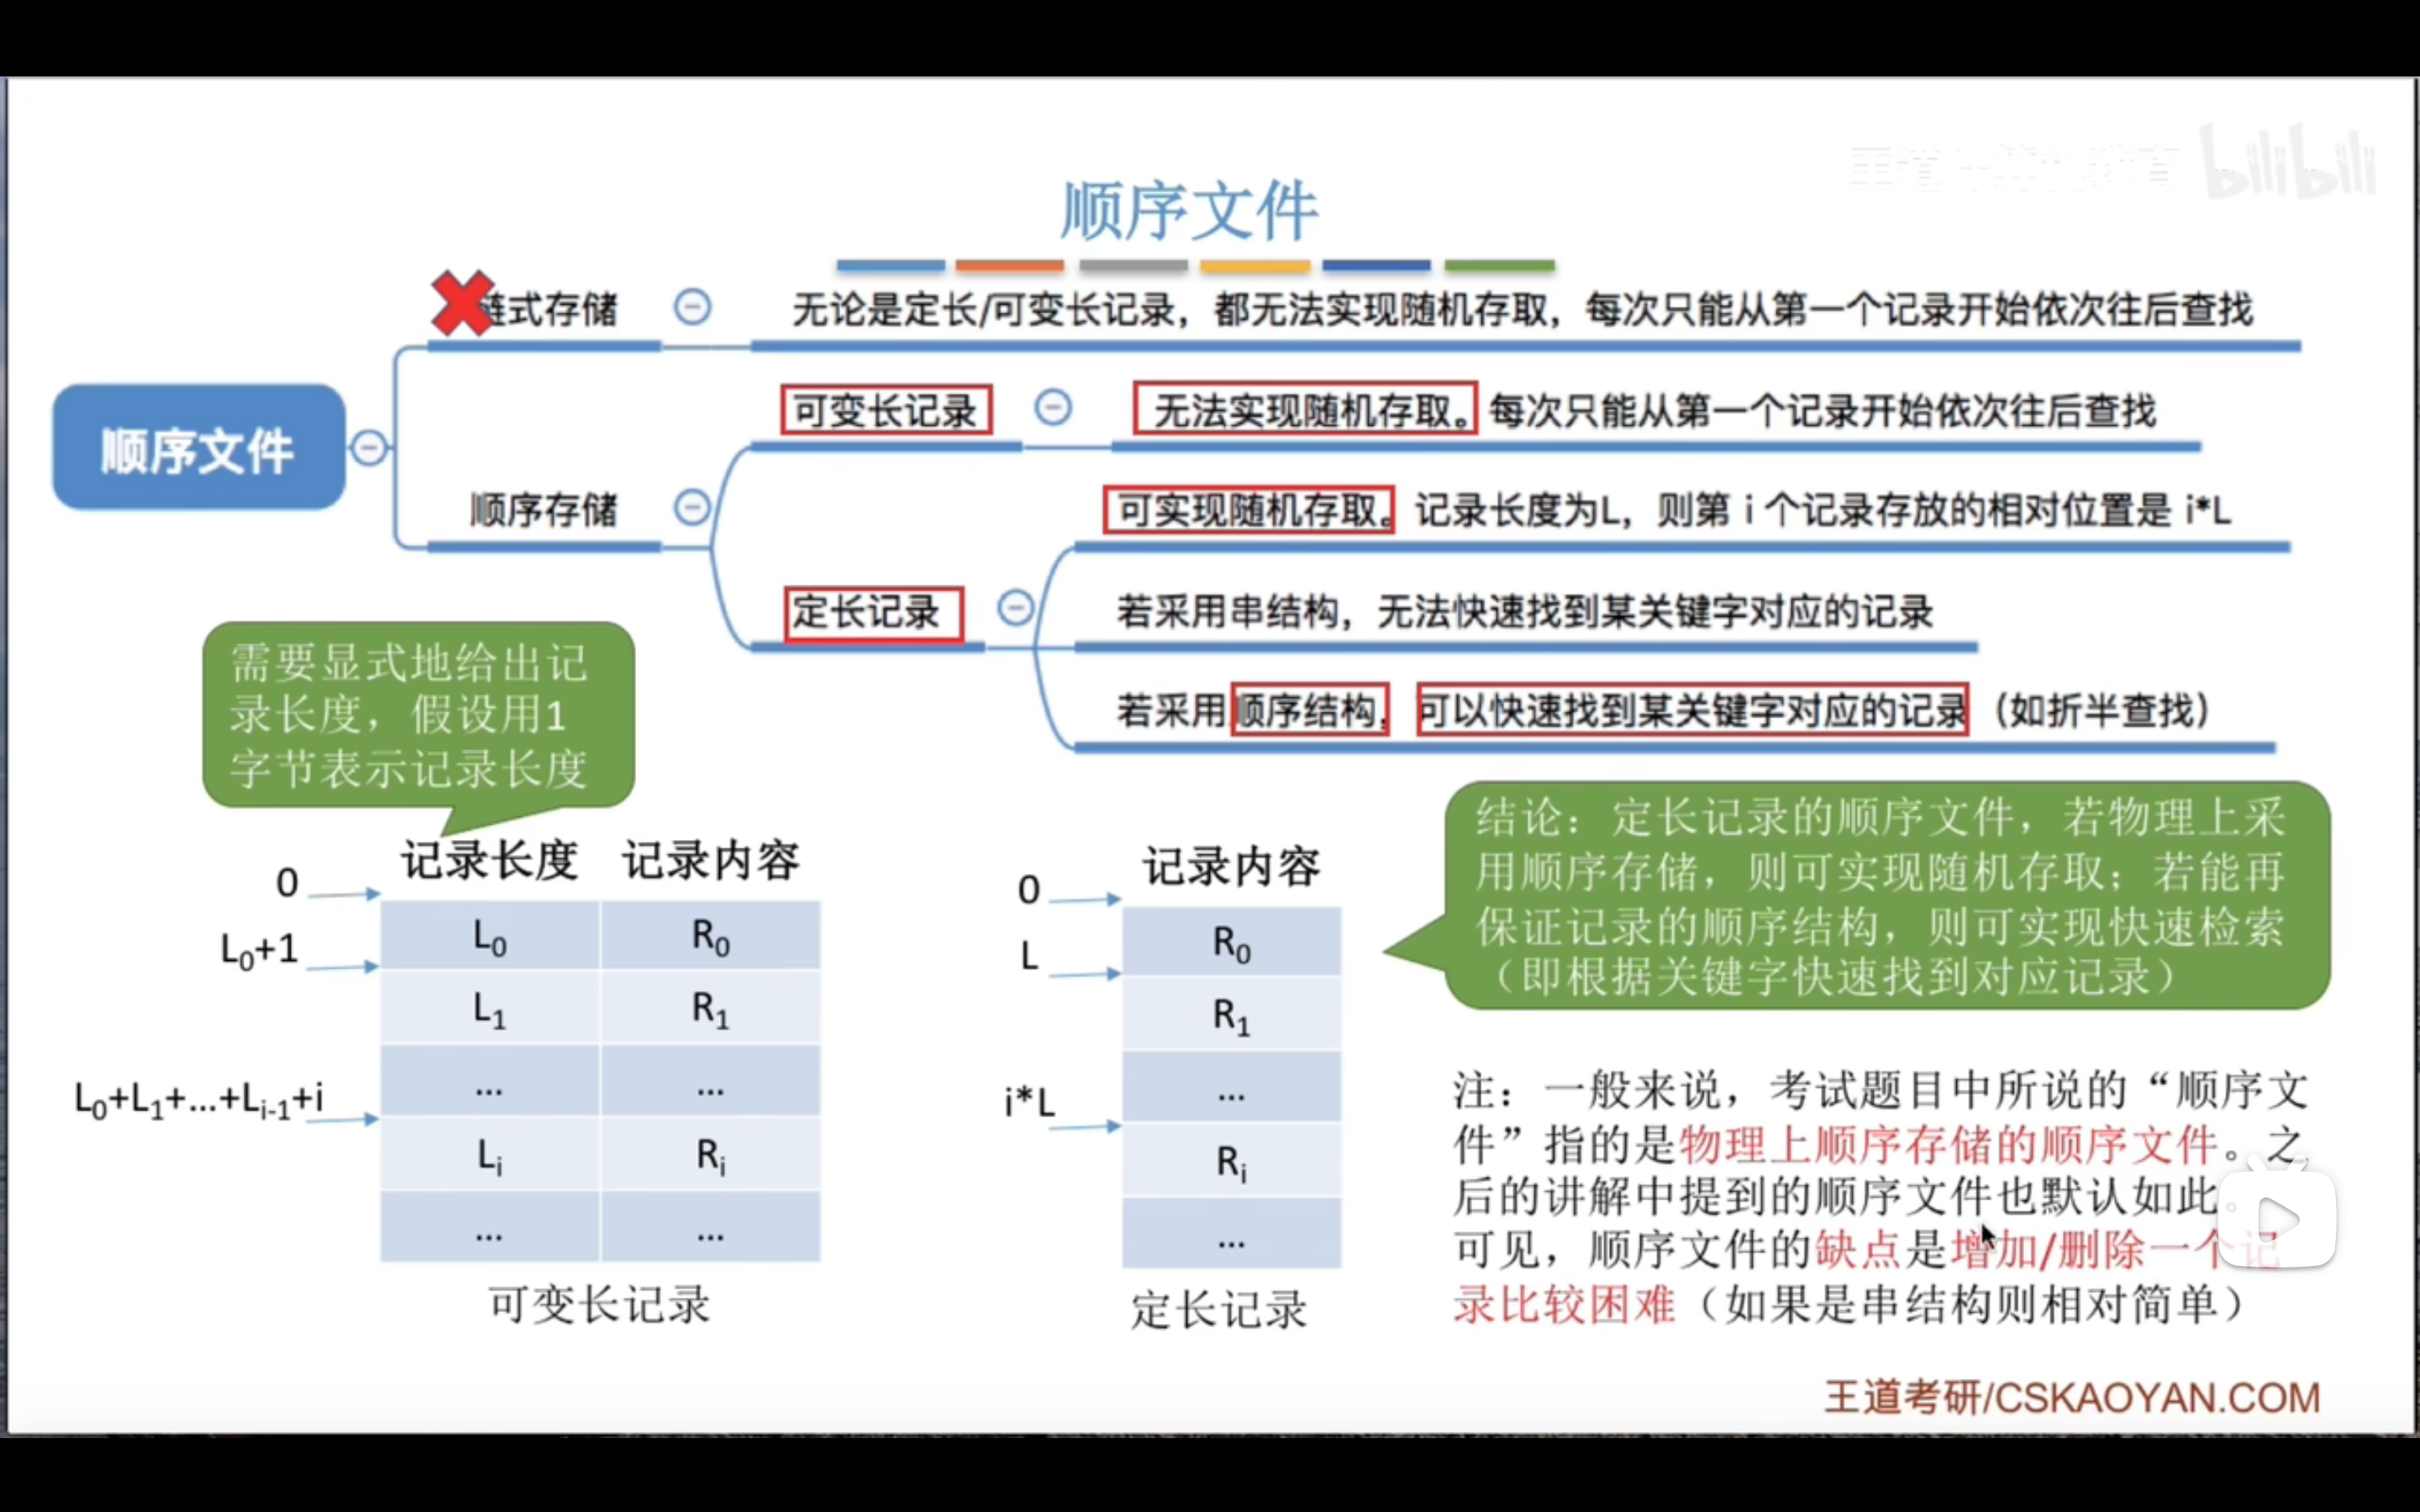 bilibili
顺序文件
链式存储
无论是定长/可变长记录，都无法实现随机存取，每次只能从第一个记录开始依次往后查找
可变长记录
无法实现随机存取。每次只能从第一个记录开始依次往后查找
顺序文件
顺序存储
可实现随机存取。记录长度为L，则第 i 个记录存放的相对位置是 i*L
定长记录
若采用串结构，无法快速找到某关键字对应的记录
若采用顺序结构，可以快速找到某关键字对应的记录（如折半查找）
需要显式地给出记
录长度，假设用1
字节表示记录长度
记录长度 记录内容
0
L0 R0
L0+1
L1 R1
... ...
L0+L1+...+Li-1+i
Li Ri
... ...
可变长记录
记录内容
0
R0
L
R1
...
i*L
Ri
...
定长记录
结论：定长记录的顺序文件，若物理上采
用顺序存储，则可实现随机存取；若能再
保证记录的顺序结构，则可实现快速检索
（即根据关键字快速找到对应记录）
注：一般来说，考试题目中所说的“顺序文
件”指的是物理上顺序存储的顺序文件。之
后的讲解中提到的顺序文件也默认如此。
可见，顺序文件的缺点是增加/删除一个记
录比较困难（如果是串结构则相对简单）
王道考研/CSKAOYAN.COM